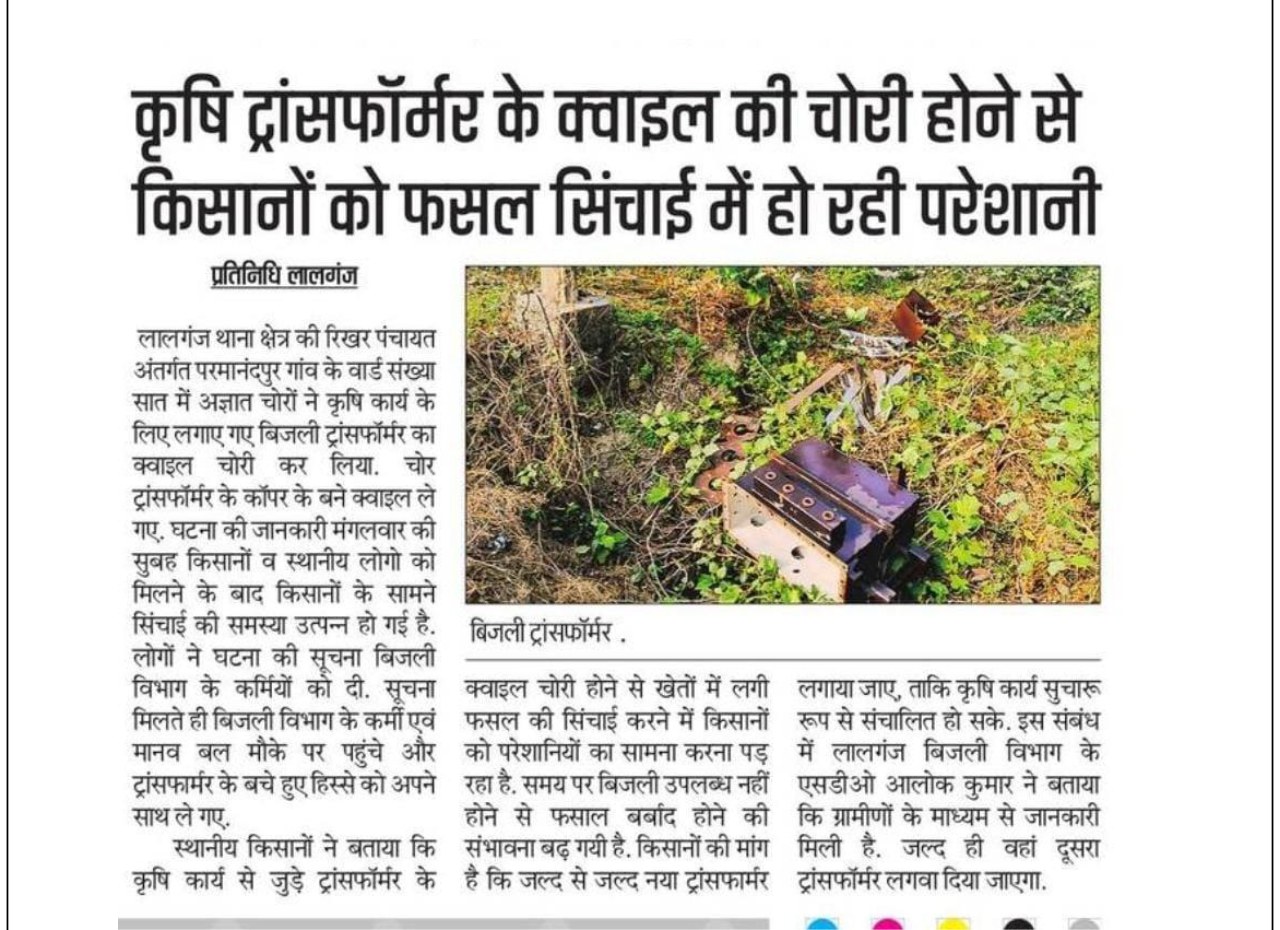 कृषि ट्रांसफॉर्मर के क्वाइल की चोरी होने से
किसानों को फसल सिंचाई में हो रही परेशानी
प्रतिनिधि लालगंज
लालगंज थाना क्षेत्र की रिखर पंचायत
अंतर्गत परमानंदपुर गांव के वार्ड संख्या
सात में अज्ञात चोरों ने कृषि कार्य के
लिए लगाए गए बिजली ट्रांसफॉर्मर का
क्वाइल चोरी कर लिया. चोर
ट्रांसफॉर्मर के कॉपर के बने क्वाइल ले
गए. घटना की जानकारी मंगलवार की
सुबह किसानों व स्थानीय लोगो को
मिलने के बाद किसानों के सामने
सिंचाई की समस्या उत्पन्न हो गई है.
लोगों ने घटना की सूचना बिजली
विभाग के कर्मियों को दी. सूचना
मिलते ही बिजली विभाग के कर्मी एवं
मानव बल मौके पर पहुंचे और
ट्रांसफार्मर के बचे हुए हिस्से को अपने
साथ ले गए.
स्थानीय किसानों ने बताया कि
कृषि कार्य से जुड़े ट्रांसफॉर्मर के
बिजली ट्रांसफॉर्मर .
क्वाइल चोरी होने से खेतों में लगी
फसल की सिंचाई करने में किसानों
को परेशानियों का सामना करना पड़
रहा है. समय पर बिजली उपलब्ध नहीं
होने से फसाल बर्बाद होने की
संभावना बढ़ गयी है. किसानों की मांग
है कि जल्द से जल्द नया ट्रांसफार्मर
लगाया जाए, ताकि कृषि कार्य सुचारू
रूप से संचालित हो सके. इस संबंध
में लालगंज बिजली विभाग के
एसडीओ आलोक कुमार ने बताया
कि ग्रामीणों के माध्यम से जानकारी
मिली है. जल्द ही वहां दूसरा
ट्रांसफॉर्मर लगवा दिया जाएगा.